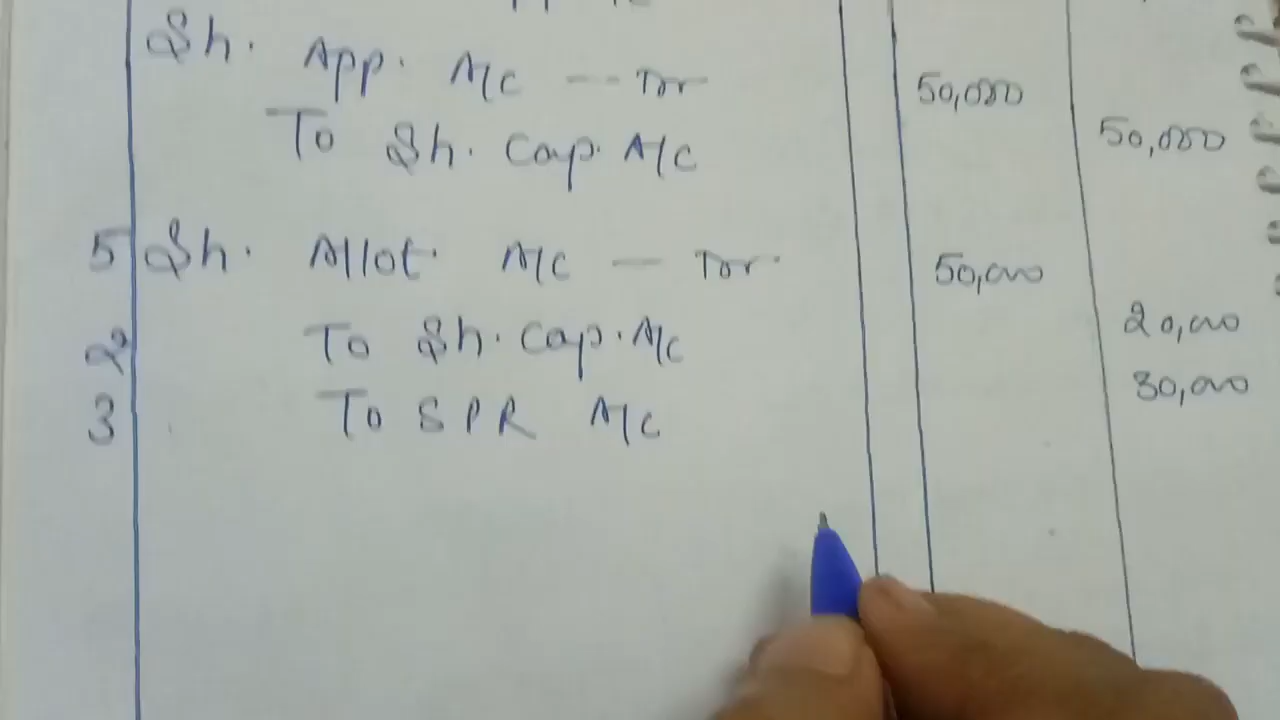 Sh. App. A/c -- Dr 50,000
To Sh. Cap. A/c 50,000
5 Sh. Allot. A/c - Dr. 50,000
2 To Sh. Cap. A/c 20,000
3 To SPR A/c 30,000